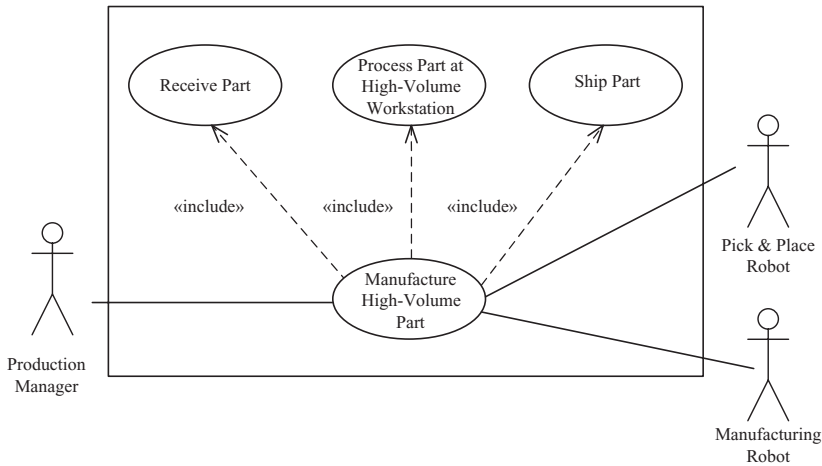 Receive Part
Process Part at
High-Volume
Workstation
Ship Part
«include»
«include»
«include»
Pick & Place
Robot
Manufacture
High-Volume
Part
Production
Manager
Manufacturing
Robot